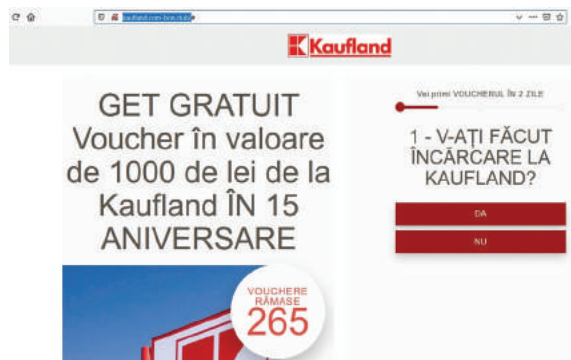 Kaufland
GET GRATUIT
Voucher în valoare
de 1000 de lei de la
Kaufland ÎN 15
ANIVERSARE
VOUCHERE
RĂMASE
265
Vei primi VOUCHERUL ÎN 2 ZILE
1 - V-AȚI FĂCUT
ÎNCĂRCARE LA
KAUFLAND?
DA
NU